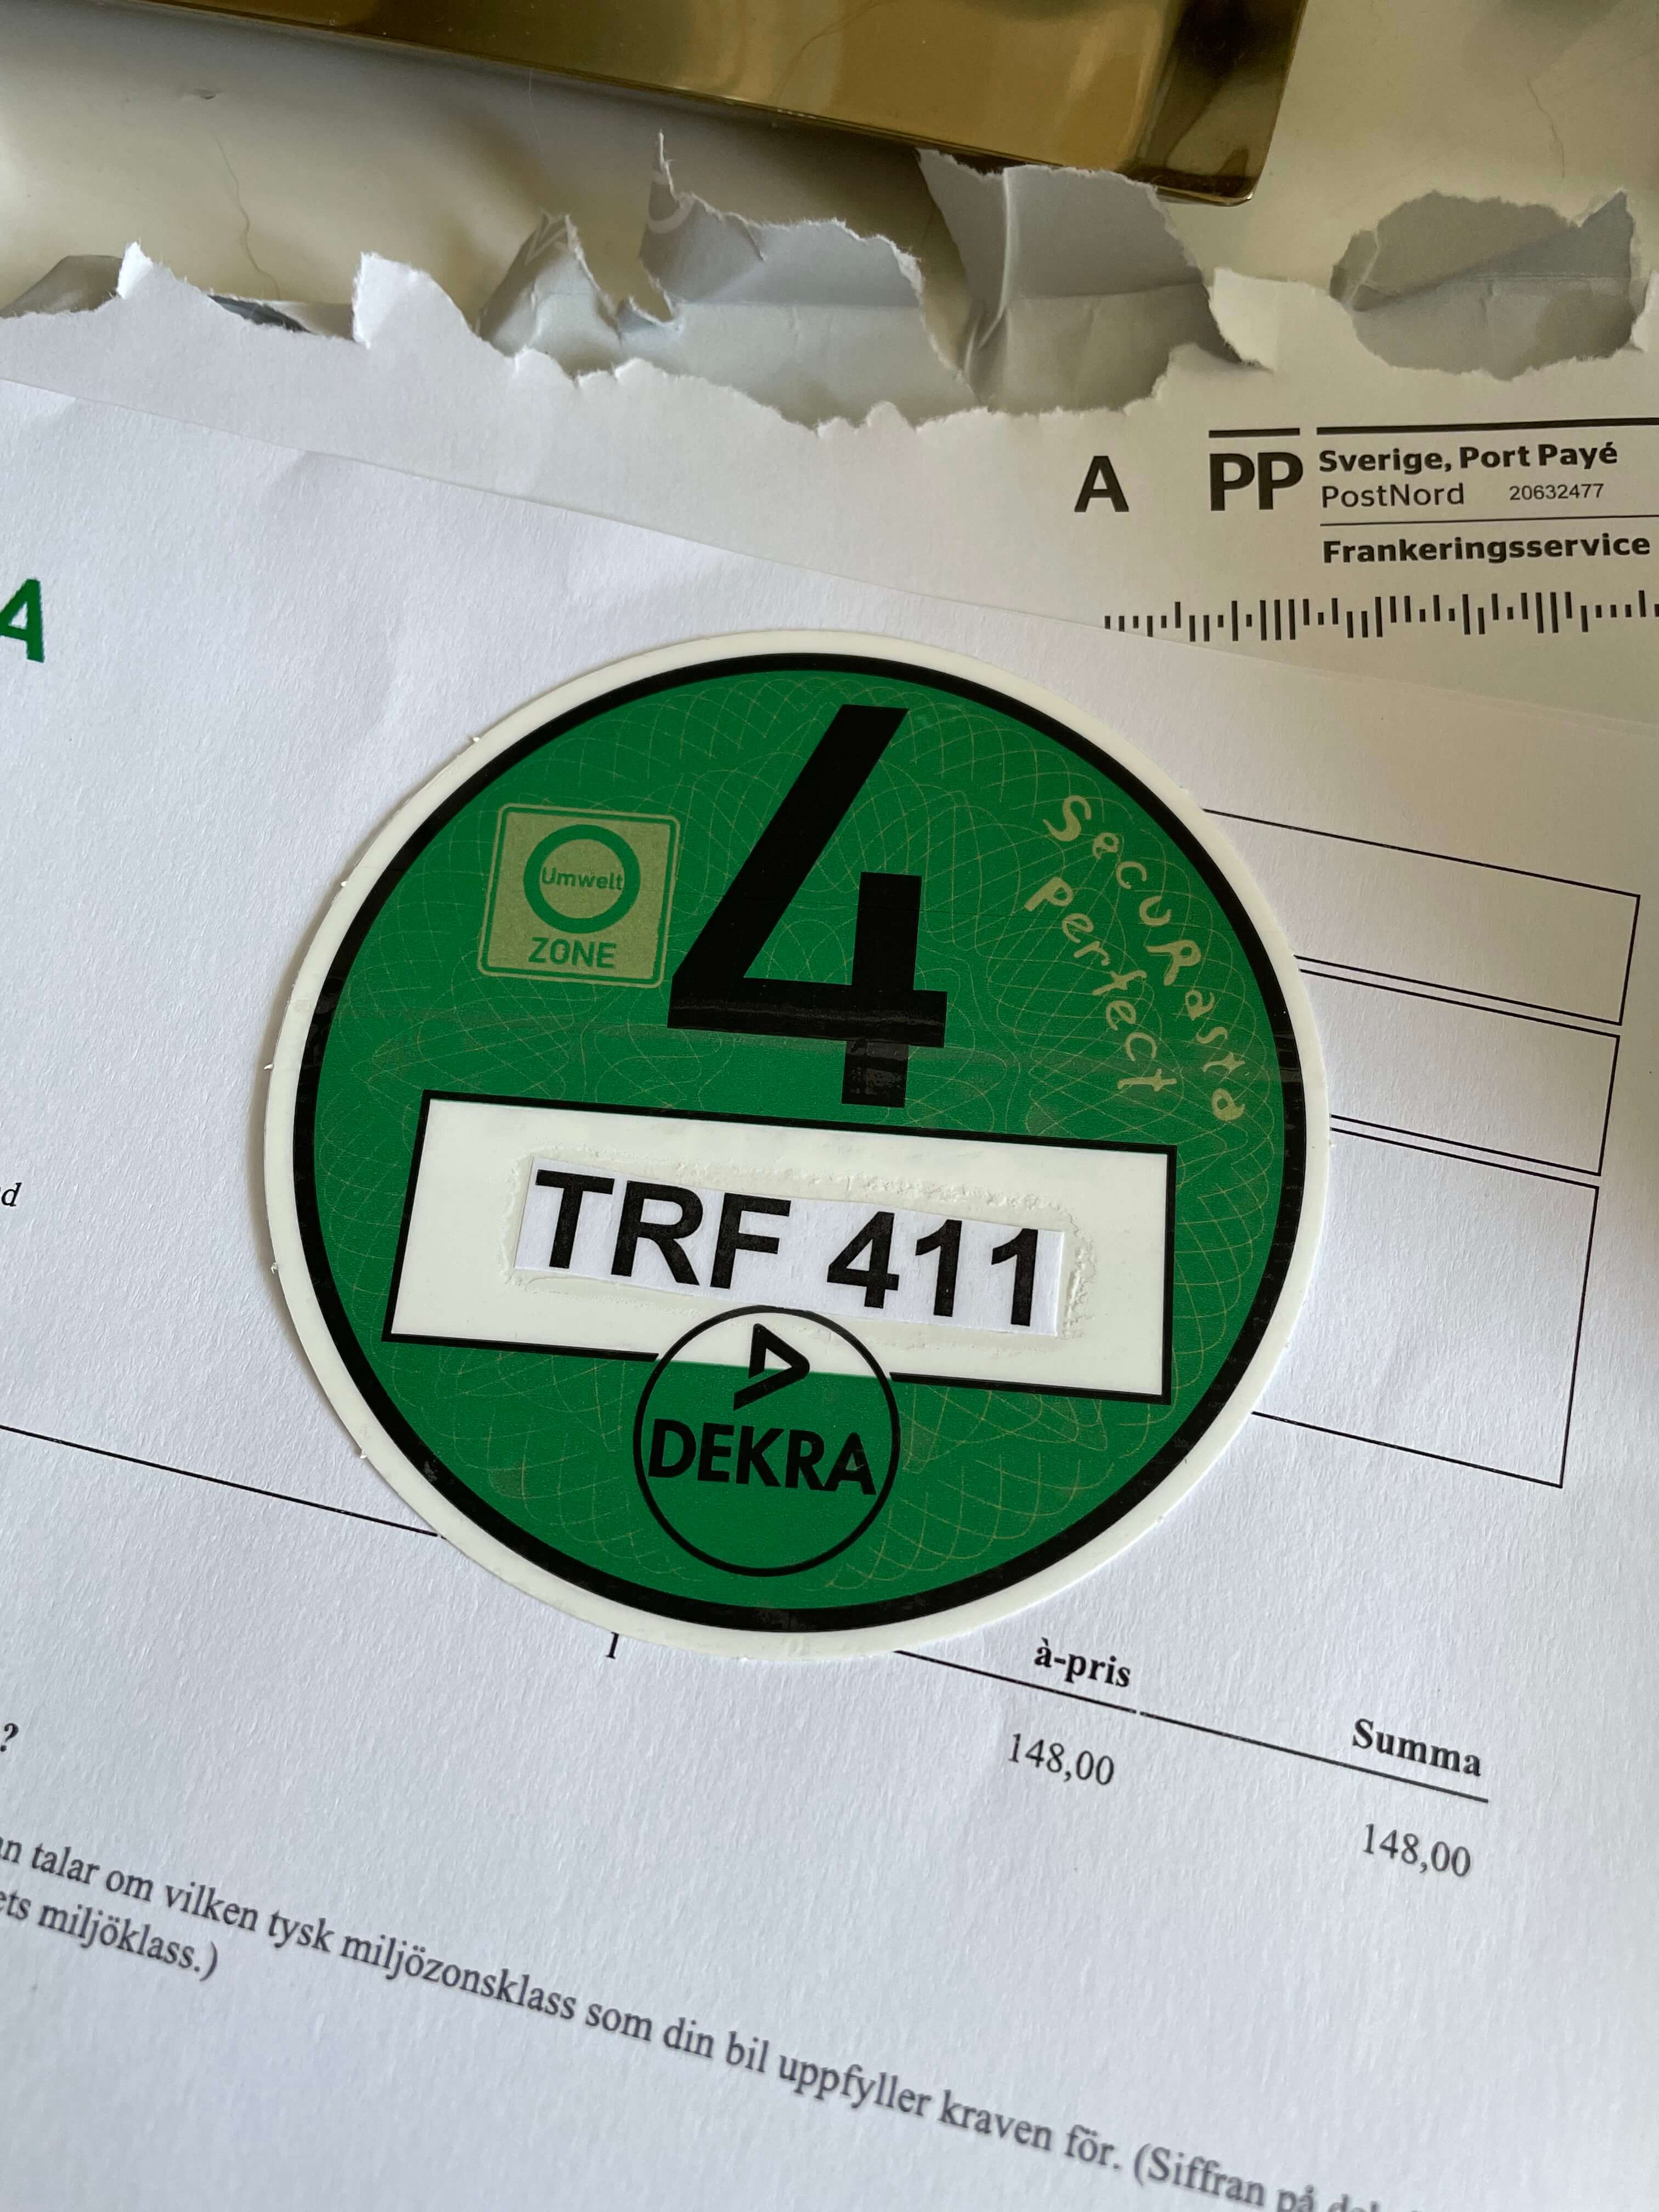 A PP Sverige, Port Payé
PostNord 20632477
Frankeringsservice
A
4
Umwelt
ZONE
SecuRasta
Perfect
TRF 411
DEKRA
d
1
à-pris
Summa
?
148,00
148,00
talar om vilken tysk miljözonsklass som din bil uppfyller kraven för. (Siffran på
miljöklass.)